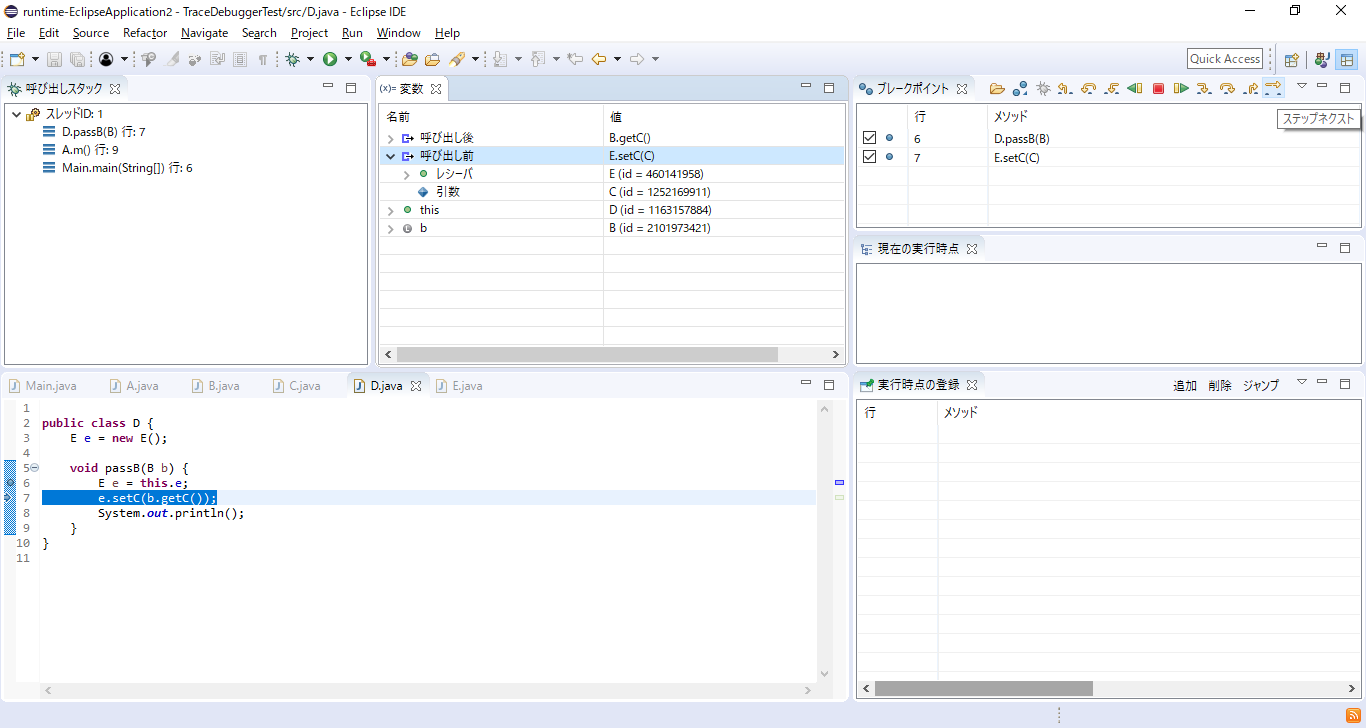 runtime-EclipseApplication2 - TraceDebuggerTest/src/D.java - Eclipse IDE
File Edit Source Refactor Navigate Search Project Run Window Help
Quick Access
呼び出しスタック
スレッドID: 1
D.passB(B) 行: 7
A.m() 行: 9
Main.main(String[]) 行: 6
(x)= 変数
名前 値
呼び出し後 B.getC()
呼び出し前 E.setC(C)
レシーバ E (id = 460141958)
引数 C (id = 1252169911)
this D (id = 1163157884)
b B (id = 2101973421)
ブレークポイント
ステップネクスト
行 メソッド
6 D.passB(B)
7 E.setC(C)
現在の実行時点
Main.java A.java B.java C.java D.java E.java
1
2 public class D {
3 E e = new E();
4
5 void passB(B b) {
6 E e = this.e;
7 e.setC(b.getC());
8 System.out.println();
9 }
10 }
11
実行時点の登録 追加 削除 ジャンプ
行 メソッド